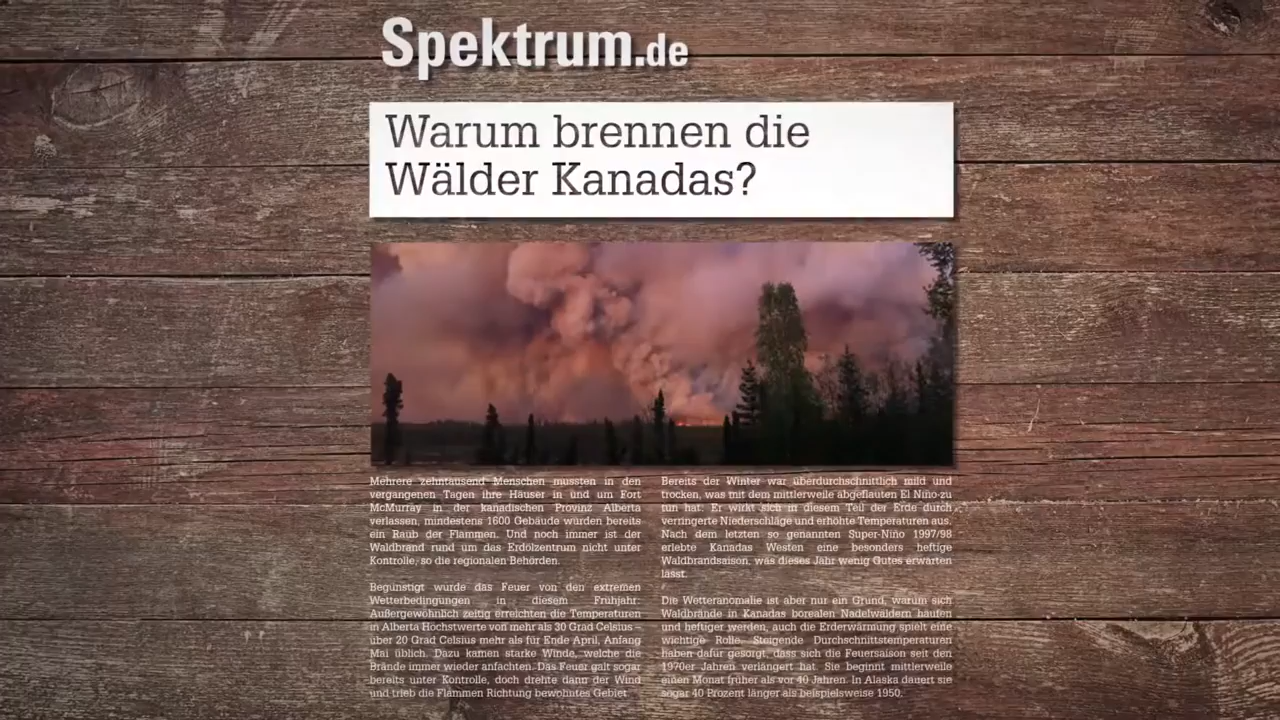 Spektrum.de
Warum brennen die
Wälder Kanadas?
Mehrere zehntausend Menschen mussten in den
vergangenen Tagen ihre Häuser in und um Fort
McMurray in der kanadischen Provinz Alberta
verlassen, mindestens 1600 Gebäude wurden bereits
ein Raub der Flammen. Und noch immer ist der
Waldbrand rund um das Erdölzentrum nicht unter
Kontrolle, so die regionalen Behörden.
Begünstigt wurde das Feuer von den extremen
Wetterbedingungen in diesem Frühjahr:
Außergewöhnlich zeitig erreichten die Temperaturen
in Alberta Höchstwerte von mehr als 30 Grad Celsius –
über 20 Grad Celsius mehr als für Ende April, Anfang
Mai üblich. Dazu kamen starke Winde, welche die
Brände immer wieder anfachten. Das Feuer galt sogar
bereits unter Kontrolle, doch drehte dann der Wind
und trieb die Flammen Richtung bewohntes Gebiet.
Bereits der Winter war überdurchschnittlich mild und
trocken, was mit dem mittlerweile abgeflauten El Niño zu
tun hat: Er wirkt sich in diesem Teil der Erde durch
verringerte Niederschläge und erhöhte Temperaturen aus.
Nach dem letzten so genannten Super-Niño 1997/98
erlebte Kanadas Westen eine besonders heftige
Waldbrandsaison, was dieses Jahr wenig Gutes erwarten
lässt.
Die Wetteranomalie ist aber nur ein Grund, warum sich
Waldbrände in Kanadas borealen Nadelwäldern häufen
und heftiger werden, auch die Erderwärmung spielt eine
wichtige Rolle. Steigende Durchschnittstemperaturen
haben dafür gesorgt, dass sich die Feuersaison seit den
1970er Jahren verlängert hat. Sie beginnt mittlerweile
einen Monat früher als vor 40 Jahren. In Alaska dauert sie
sogar 40 Prozent länger als beispielsweise 1950.